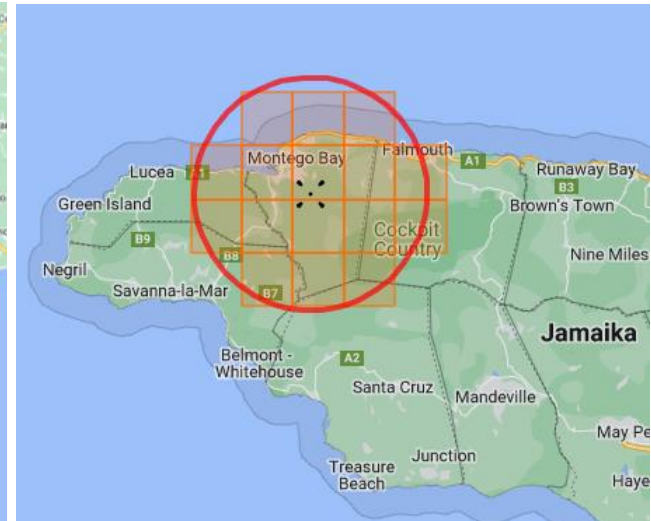 Montego Bay
Falmouth
Lucea
A1
A1
Runaway Bay
B3
Green Island
Brown's Town
Cockpit
Country
B9
B8
Nine Miles
Negril
Savanna-la-Mar
B7
Jamaika
Belmont -
Whitehouse
A2
Santa Cruz
Mandeville
May Pe
Junction
Treasure
Beach
Haye